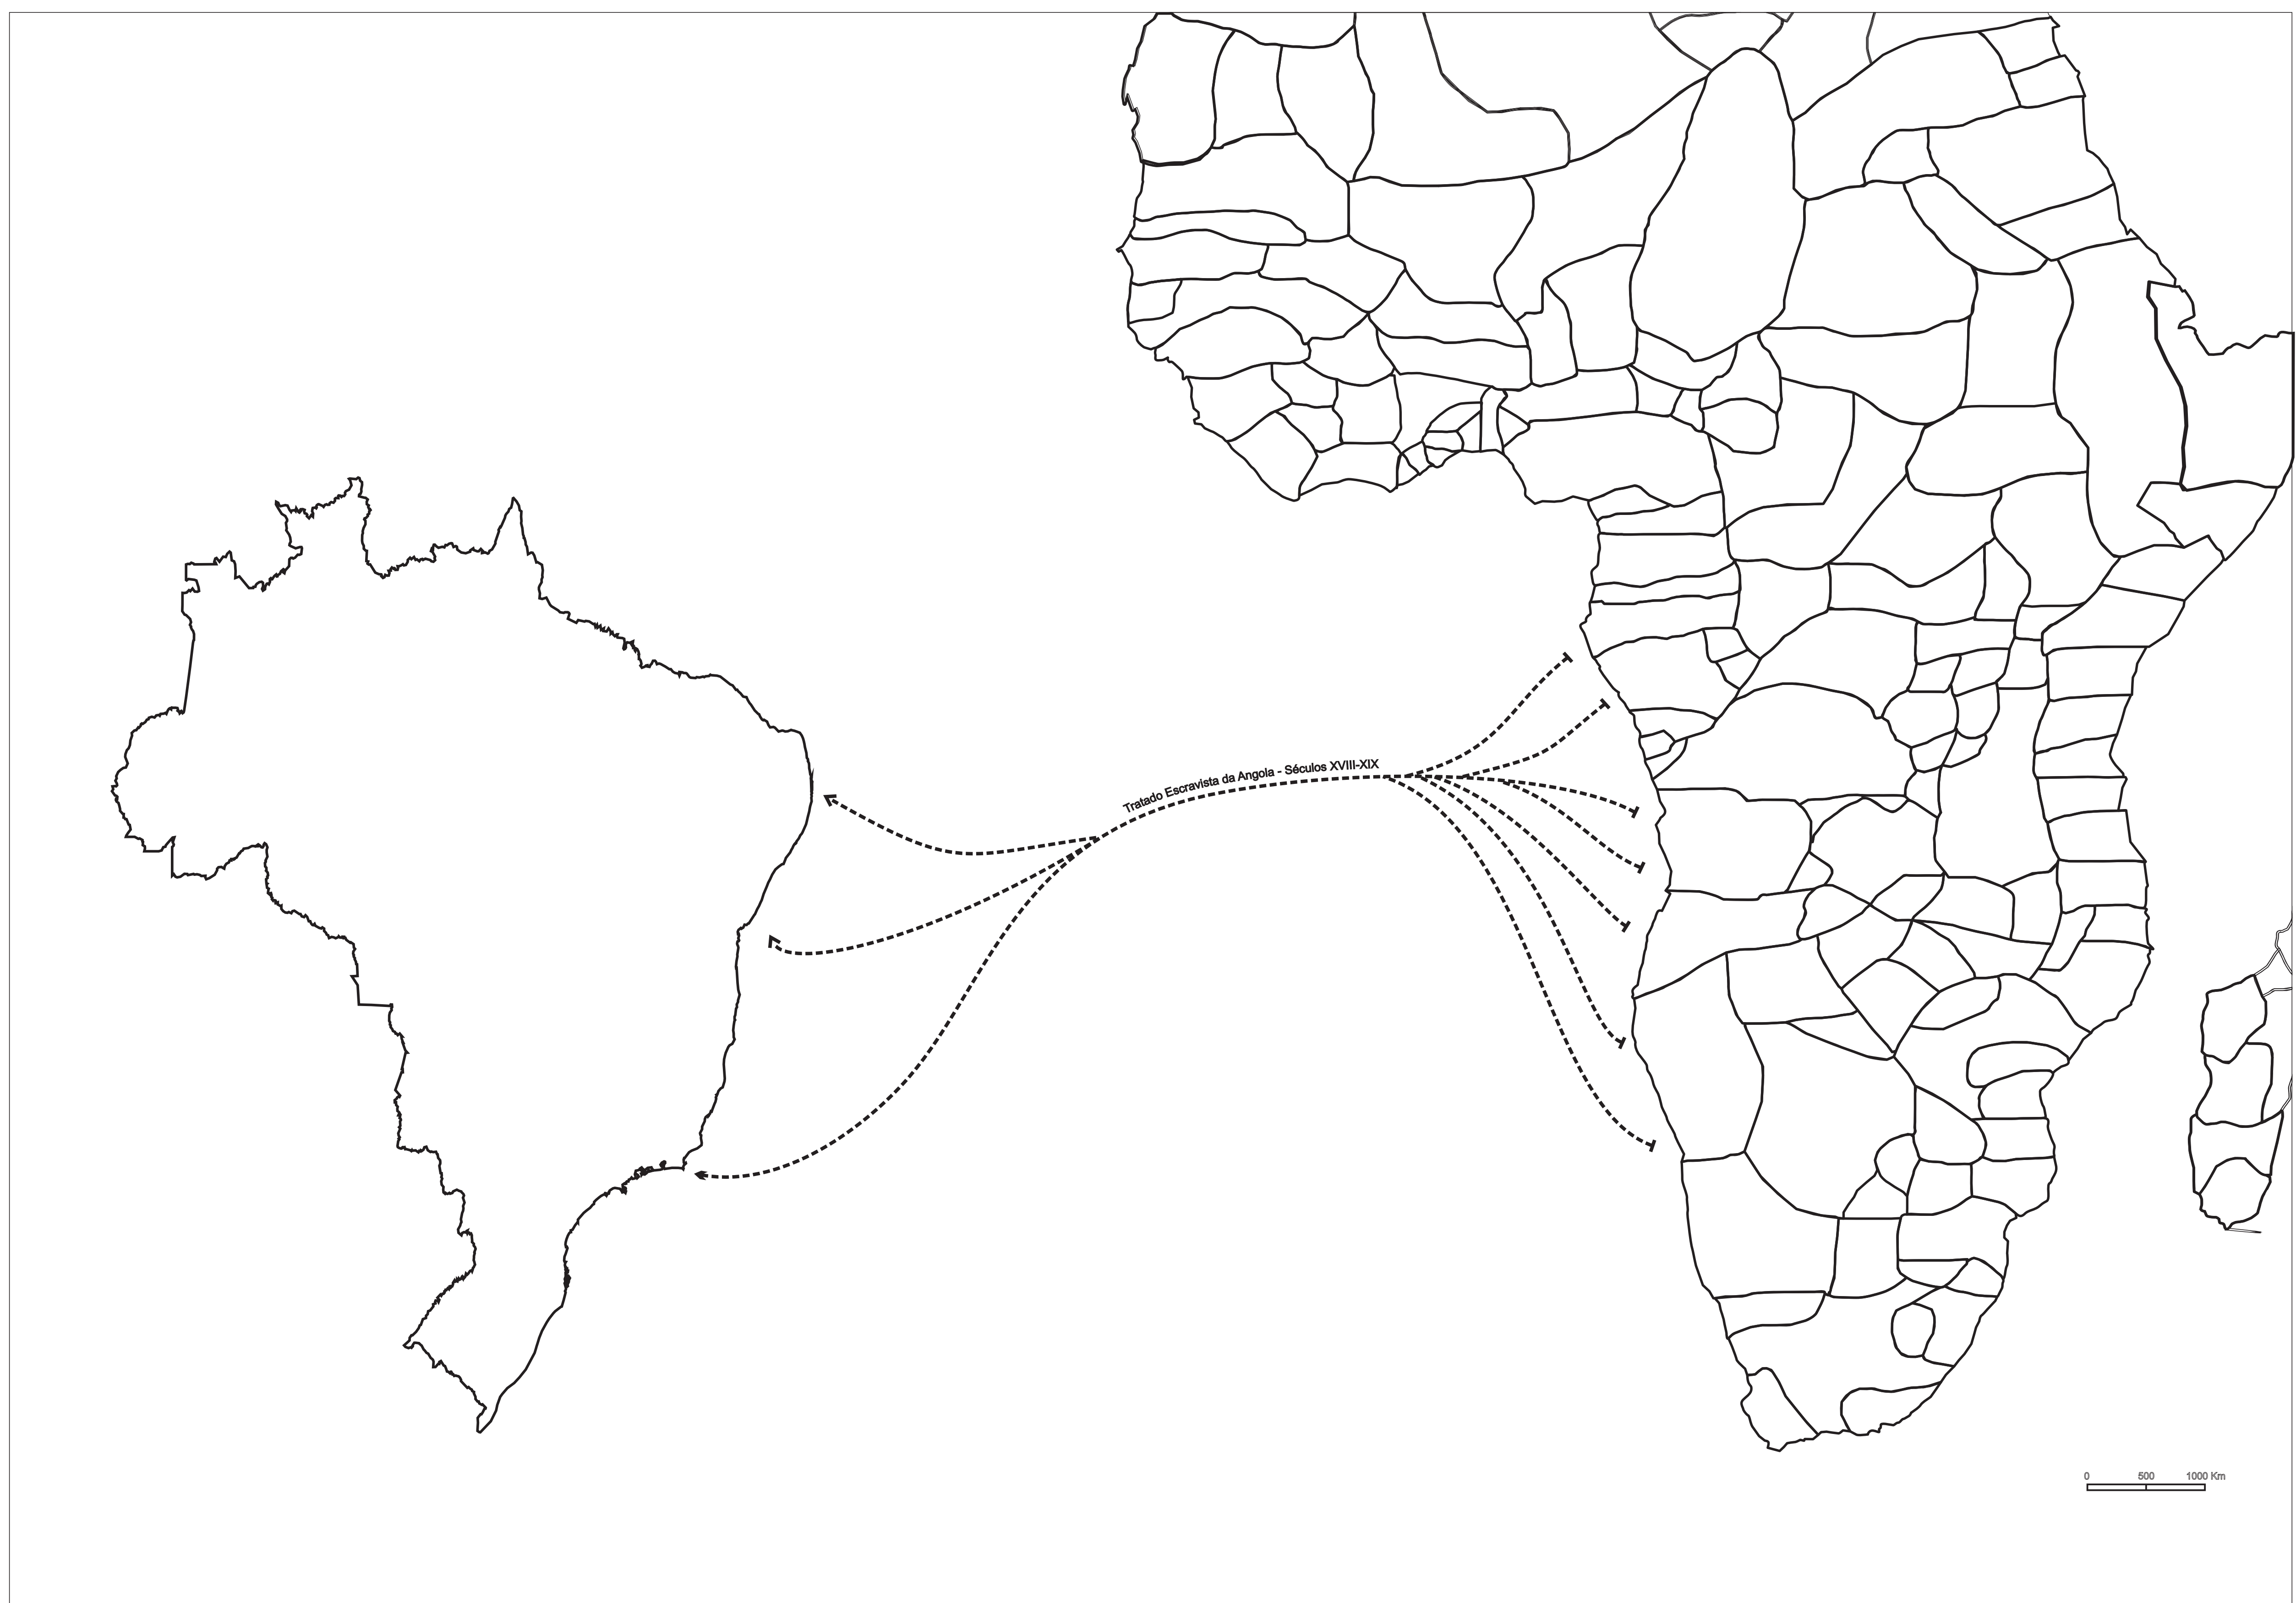 Tratado Escravista da Angola - Séculos XVIII-XIX
0 500 1000 Km